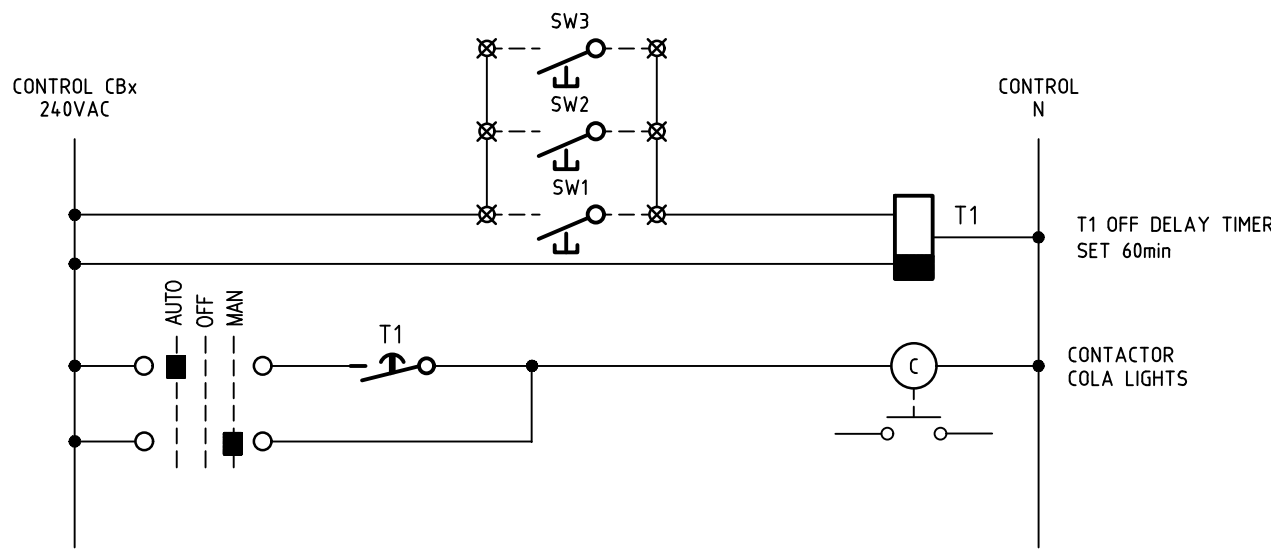 SW3
CONTROL CBx
240VAC
CONTROL
N
SW2
SW1
T1
T1 OFF DELAY TIMER
SET 60min
AUTO
OFF
MAN
T1
CONTACTOR
COLA LIGHTS
C